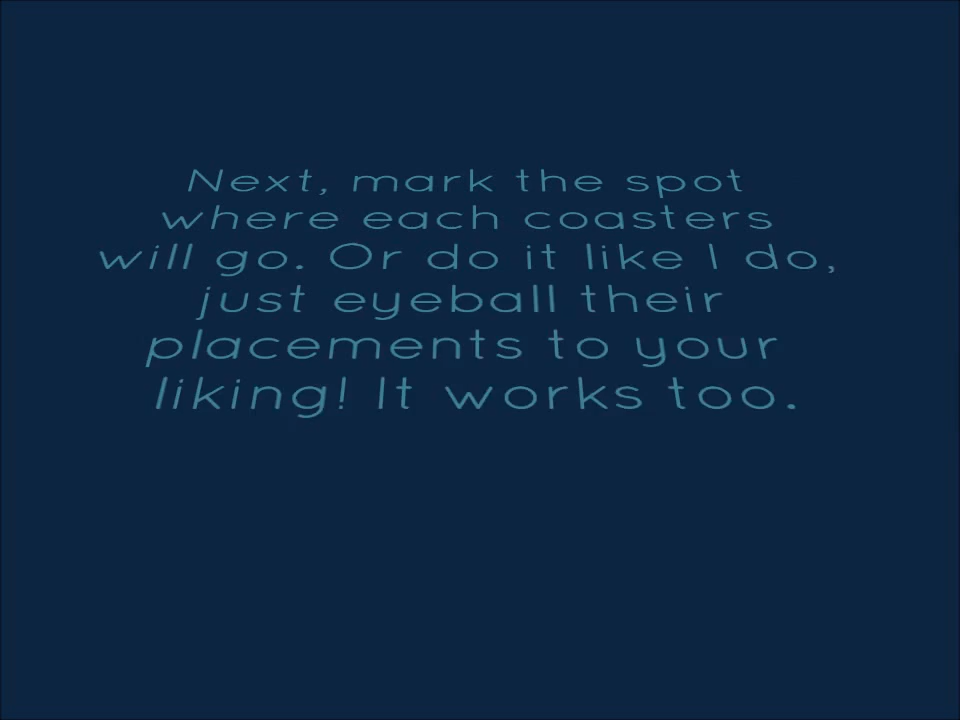 Next, mark the spot
where each coasters
will go. Or do it like I do,
just eyeball their
placements to your
liking! It works too.